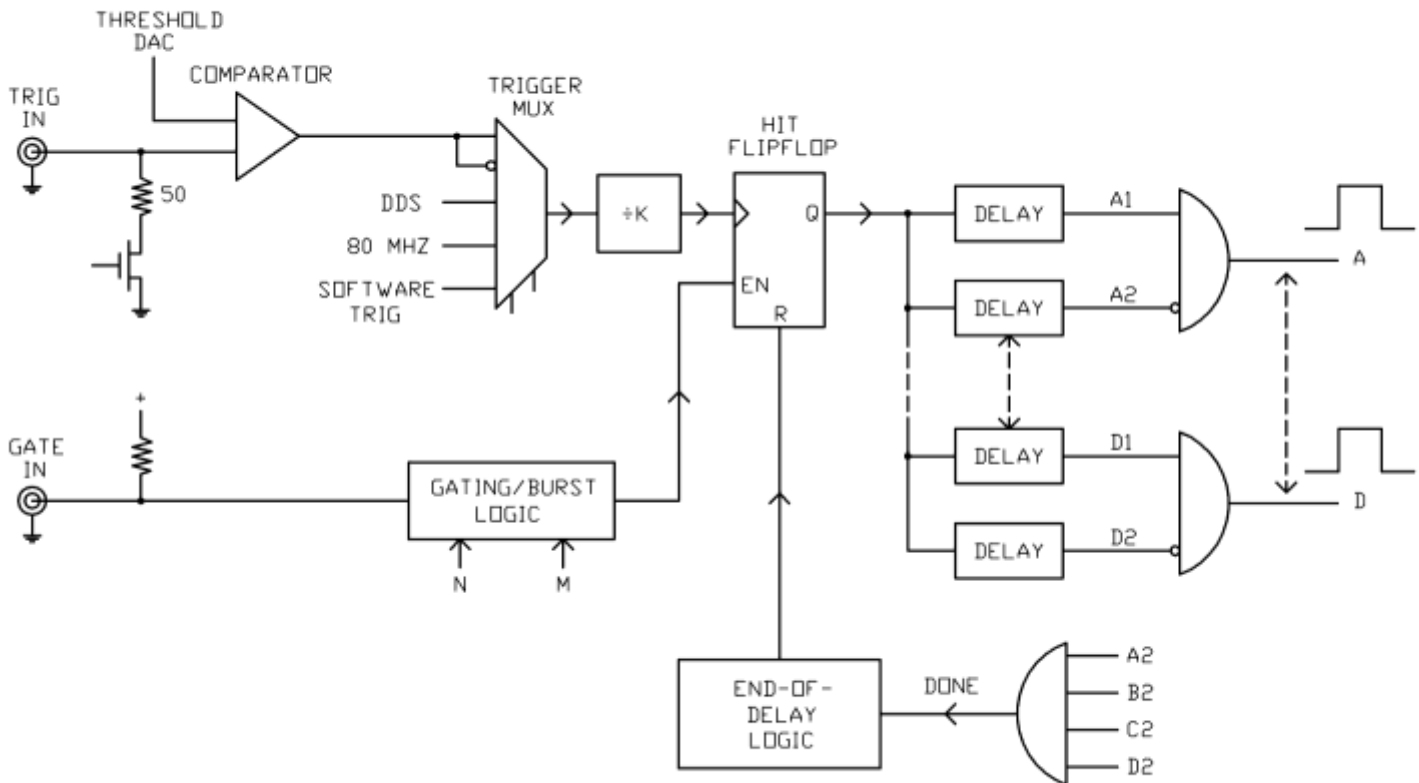 THRESHOLD
DAC
COMPARATOR
TRIG
IN
TRIGGER
MUX
HIT
FLIPFLOP
50
DDS
÷K
Q
DELAY
A1
80 MHZ
A
SOFTWARE
TRIG
EN
R
DELAY
A2
+
GATE
IN
GATING/BURST
LOGIC
N
M
DELAY
D1
D
DELAY
D2
END-OF-
DELAY
LOGIC
DONE
A2
B2
C2
D2